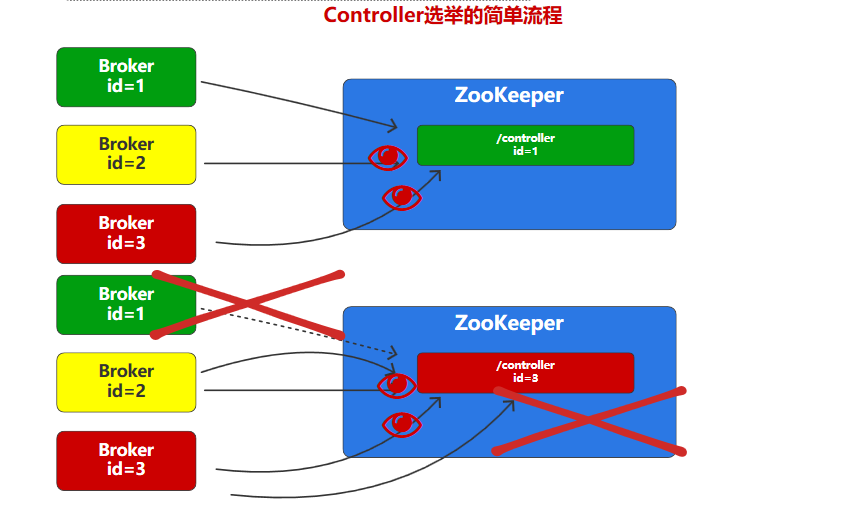 Controller选举的简单流程
Broker
id=1
ZooKeeper
/controller
id=1
Broker
id=2
Broker
id=3
Broker
id=1
ZooKeeper
/controller
id=3
Broker
id=2
Broker
id=3